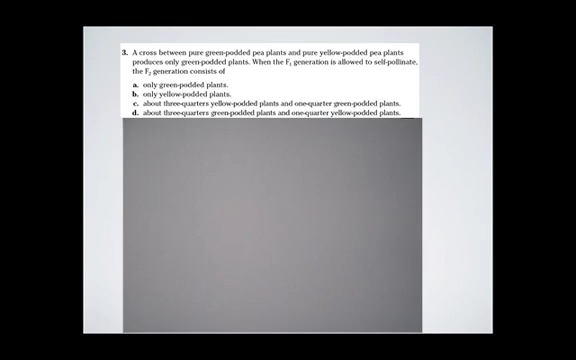 3. A cross between pure green-podded pea plants and pure yellow-podded pea plants
produces only green-podded plants. When the F₁ generation is allowed to self-pollinate,
the F₂ generation consists of
a. only green-podded plants.
b. only yellow-podded plants.
c. about three-quarters yellow-podded plants and one-quarter green-podded plants.
d. about three-quarters green-podded plants and one-quarter yellow-podded plants.